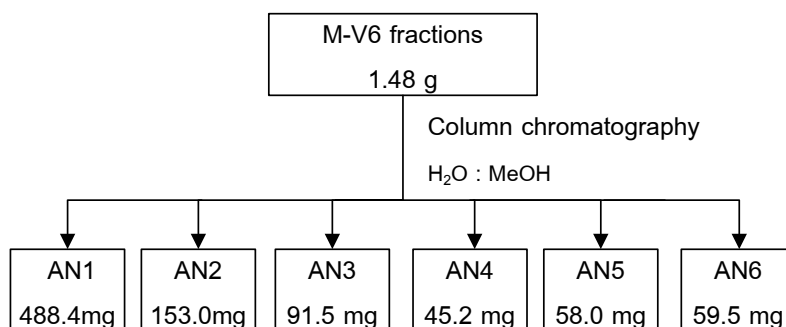 M-V6 fractions
1.48 g
Column chromatography
H₂O : MeOH
AN1
488.4mg
AN2
153.0mg
AN3
91.5 mg
AN4
45.2 mg
AN5
58.0 mg
AN6
59.5 mg